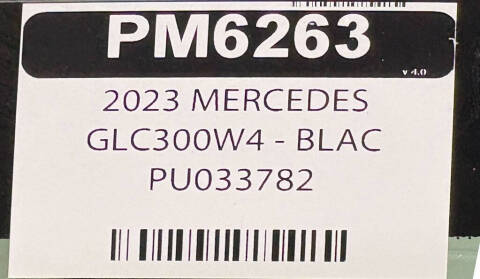 PM6263
v 4.0
2023 MERCEDES
GLC300W4 - BLAC
PU033782